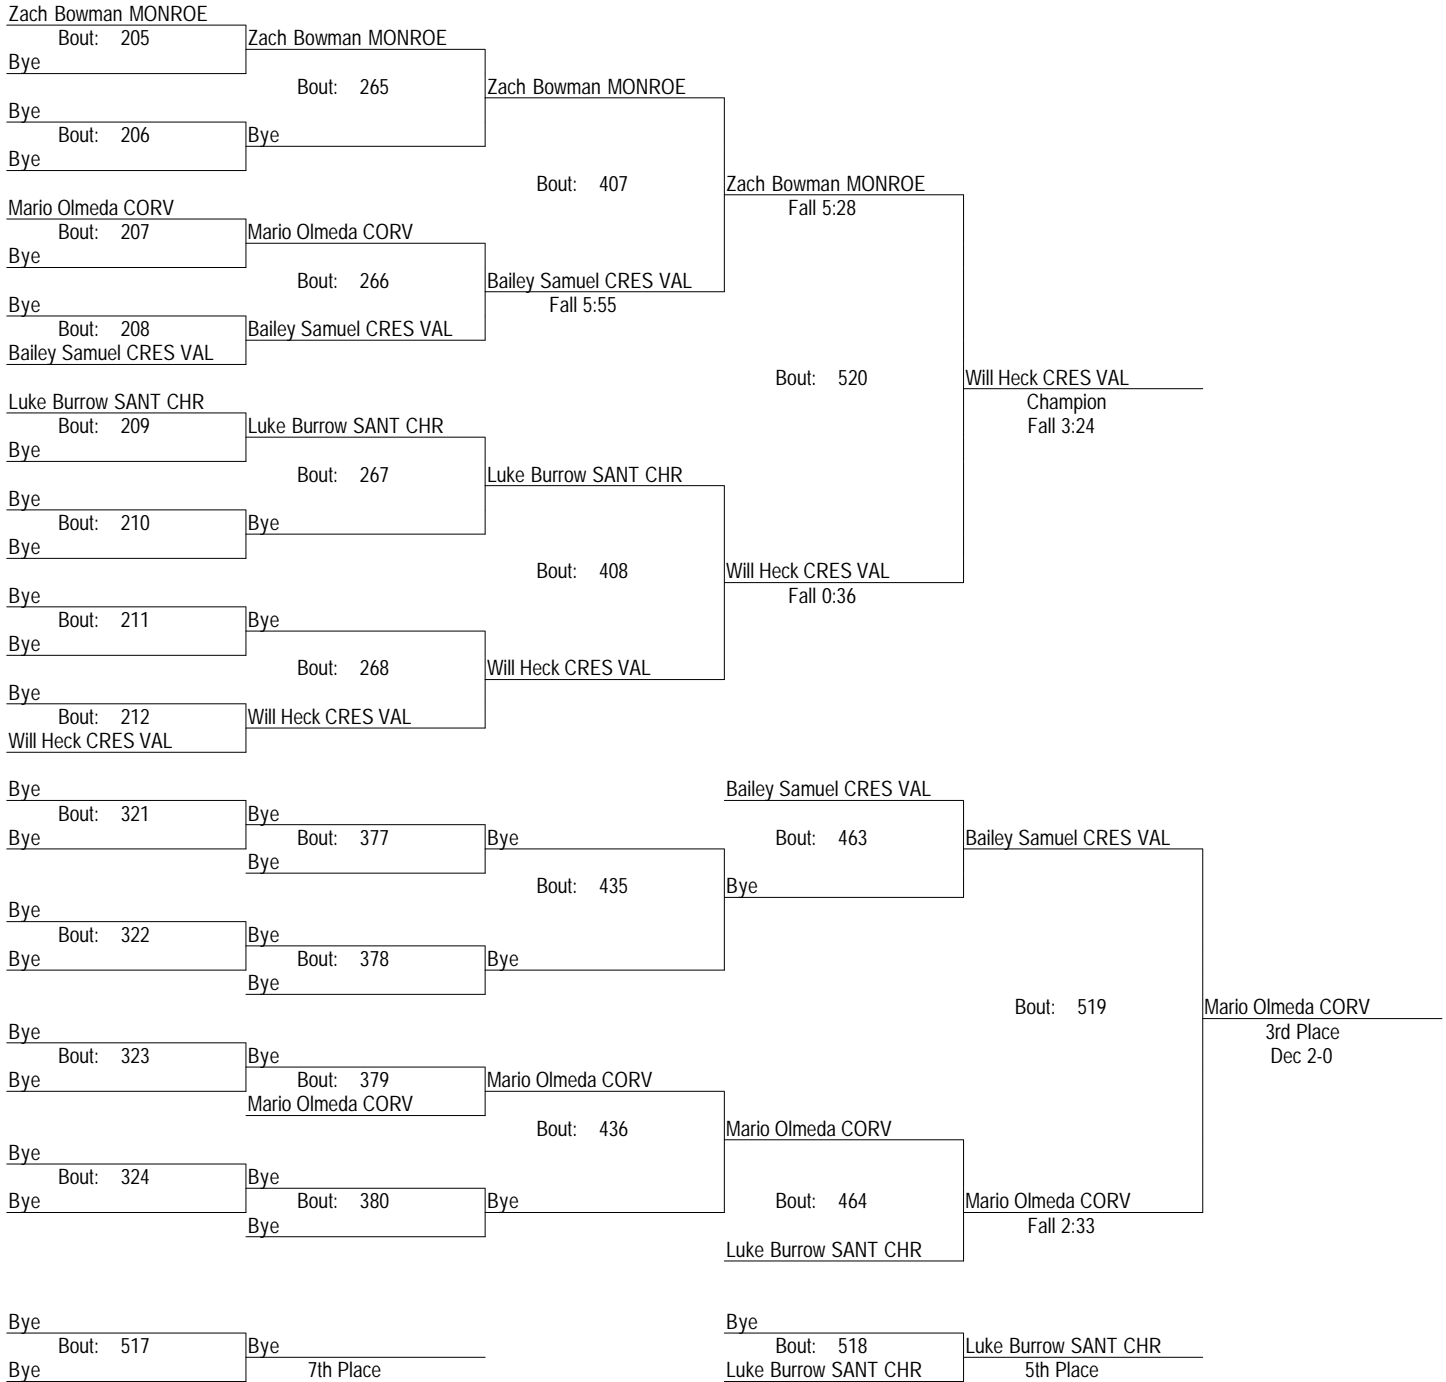 Zach Bowman MONROE
Bout: 205
Zach Bowman MONROE
Bye
Bout: 265
Zach Bowman MONROE
Bye
Bout: 206
Bye
Bye
Bout: 407
Zach Bowman MONROE
Fall 5:28
Mario Olmeda CORV
Bout: 207
Mario Olmeda CORV
Bye
Bout: 266
Bailey Samuel CRES VAL
Fall 5:55
Bye
Bout: 208
Bailey Samuel CRES VAL
Bailey Samuel CRES VAL
Bout: 520
Will Heck CRES VAL
Champion
Fall 3:24
Luke Burrow SANT CHR
Bout: 209
Luke Burrow SANT CHR
Bye
Bout: 267
Luke Burrow SANT CHR
Bye
Bout: 210
Bye
Bye
Bout: 408
Will Heck CRES VAL
Fall 0:36
Bye
Bout: 211
Bye
Bye
Bout: 268
Will Heck CRES VAL
Bye
Bout: 212
Will Heck CRES VAL
Will Heck CRES VAL
Bye
Bout: 321
Bye
Bye
Bout: 377
Bye
Bye
Bout: 435
Bailey Samuel CRES VAL
Bout: 463
Bailey Samuel CRES VAL
Bye
Bye
Bout: 322
Bye
Bye
Bout: 378
Bye
Bye
Bout: 519
Mario Olmeda CORV
3rd Place
Dec 2-0
Bye
Bout: 323
Bye
Bye
Bout: 379
Mario Olmeda CORV
Mario Olmeda CORV
Bout: 436
Mario Olmeda CORV
Bye
Bout: 324
Bye
Bye
Bout: 380
Bye
Bye
Bout: 464
Mario Olmeda CORV
Fall 2:33
Luke Burrow SANT CHR
Bye
Bout: 517
Bye
Bye
7th Place
Bye
Bout: 518
Luke Burrow SANT CHR
Luke Burrow SANT CHR
5th Place